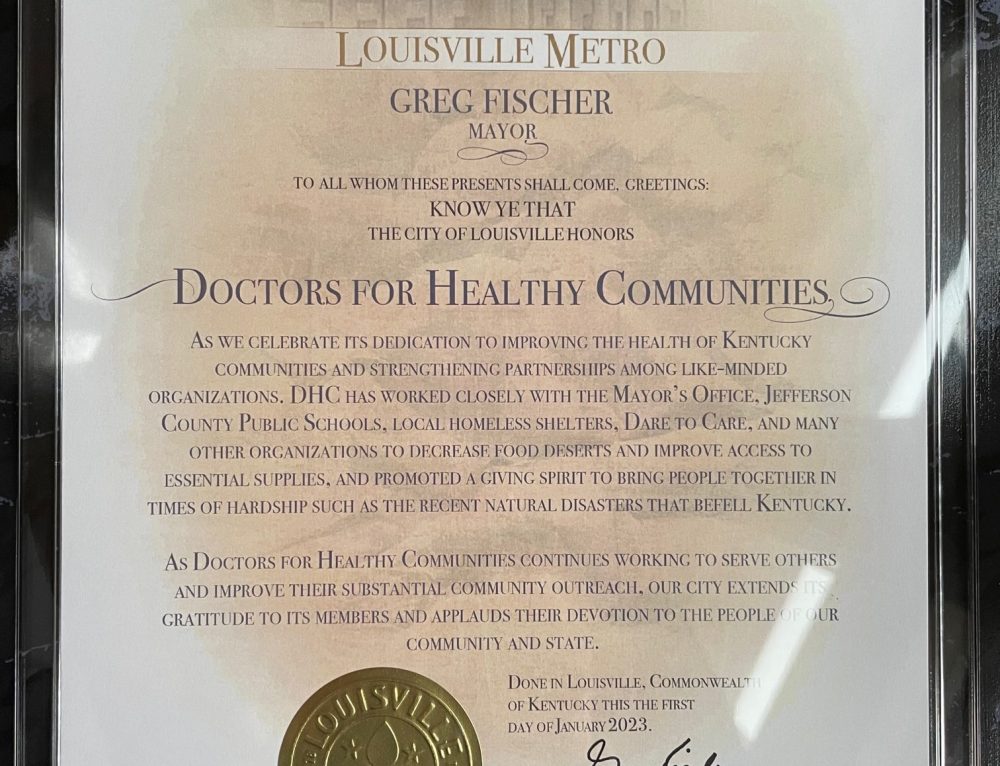 LOUISVILLE METRO
GREG FISCHER
MAYOR
TO ALL WHOM THESE PRESENTS SHALL COME, GREETINGS:
KNOW YE THAT
THE CITY OF LOUISVILLE HONORS
DOCTORS FOR HEALTHY COMMUNITIES,
AS WE CELEBRATE ITS DEDICATION TO IMPROVING THE HEALTH OF KENTUCKY
COMMUNITIES AND STRENGTHENING PARTNERSHIPS AMONG LIKE-MINDED
ORGANIZATIONS. DHC HAS WORKED CLOSELY WITH THE MAYOR'S OFFICE, JEFFERSON
COUNTY PUBLIC SCHOOLS, LOCAL HOMELESS SHELTERS, DARE TO CARE, AND MANY
OTHER ORGANIZATIONS TO DECREASE FOOD DESERTS AND IMPROVE ACCESS TO
ESSENTIAL SUPPLIES, AND PROMOTED A GIVING SPIRIT TO BRING PEOPLE TOGETHER IN
TIMES OF HARDSHIP SUCH AS THE RECENT NATURAL DISASTERS THAT BEFELL KENTUCKY.
AS DOCTORS FOR HEALTHY COMMUNITIES CONTINUES WORKING TO SERVE OTHERS
AND IMPROVE THEIR SUBSTANTIAL COMMUNITY OUTREACH, OUR CITY EXTENDS ITS
GRATITUDE TO ITS MEMBERS AND APPLAUDS THEIR DEVOTION TO THE PEOPLE OF OUR
COMMUNITY AND STATE.
DONE IN LOUISVILLE, COMMONWEALTH
OF KENTUCKY THIS THE FIRST
DAY OF JANUARY 2023.
LOUISVILLE